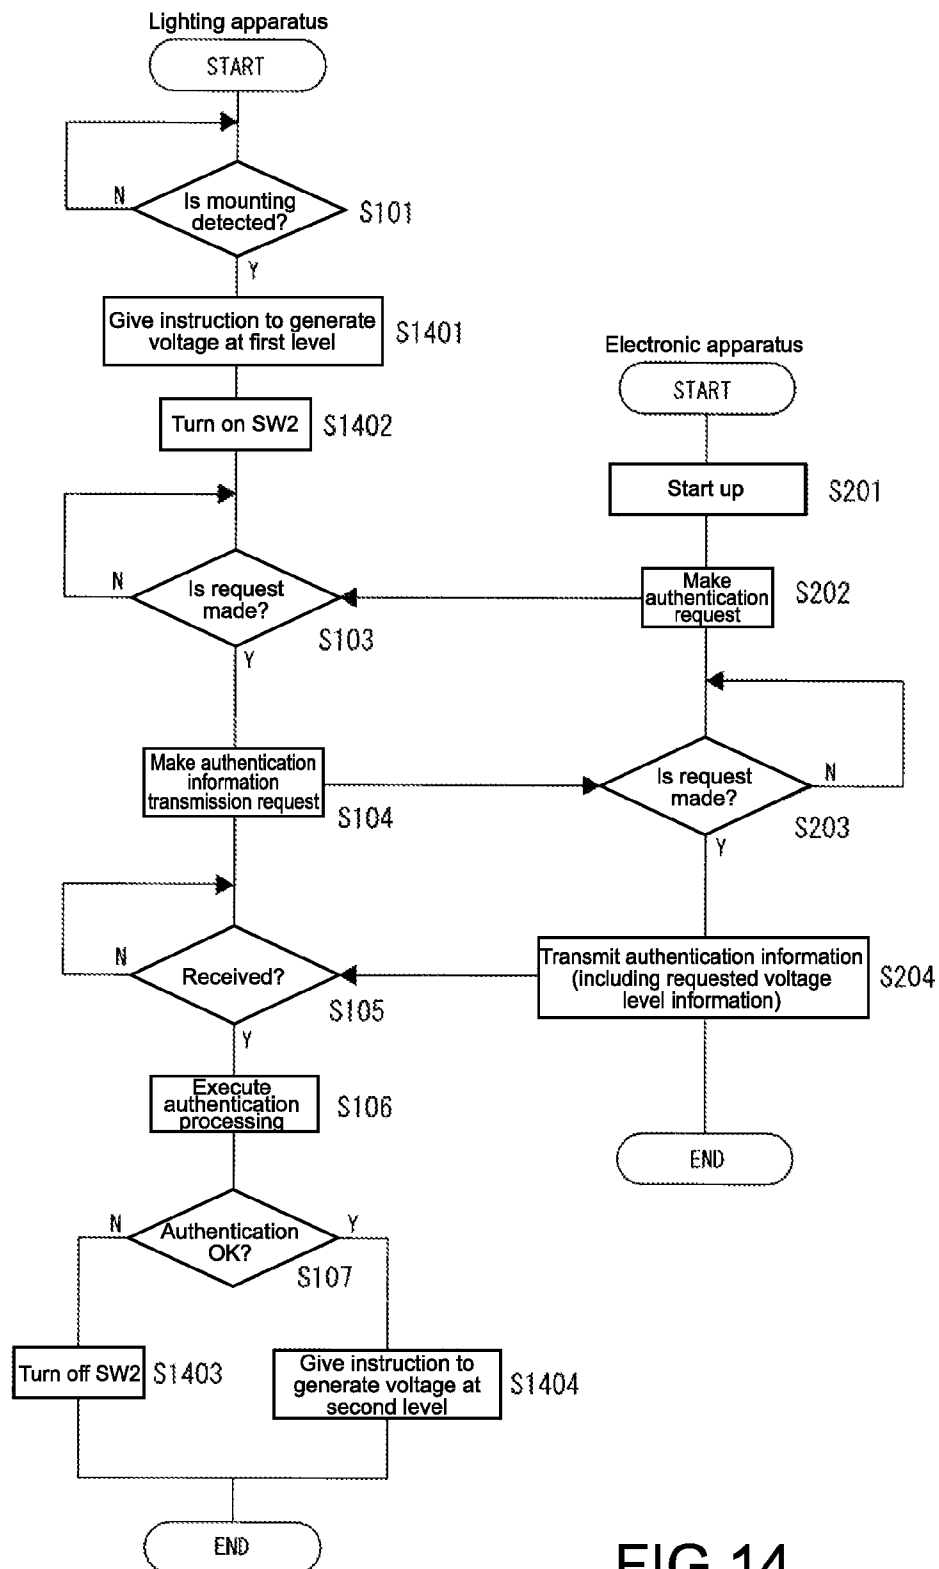 Lighting apparatus
START
N
Is mounting
detected?
S101
Y
Give instruction to generate
voltage at first level
S1401
Turn on SW2
S1402
N
Is request
made?
S103
Y
Make authentication
information
transmission request
S104
N
Received?
S105
Y
Execute
authentication
processing
S106
N
Authentication
OK?
Y
S107
Turn off SW2
S1403
Give instruction to
generate voltage at
second level
S1404
END
Electronic apparatus
START
Start up
S201
Make
authentication
request
S202
Is request
made?
N
S203
Y
Transmit authentication information
(including requested voltage
level information)
S204
END
FIG.14